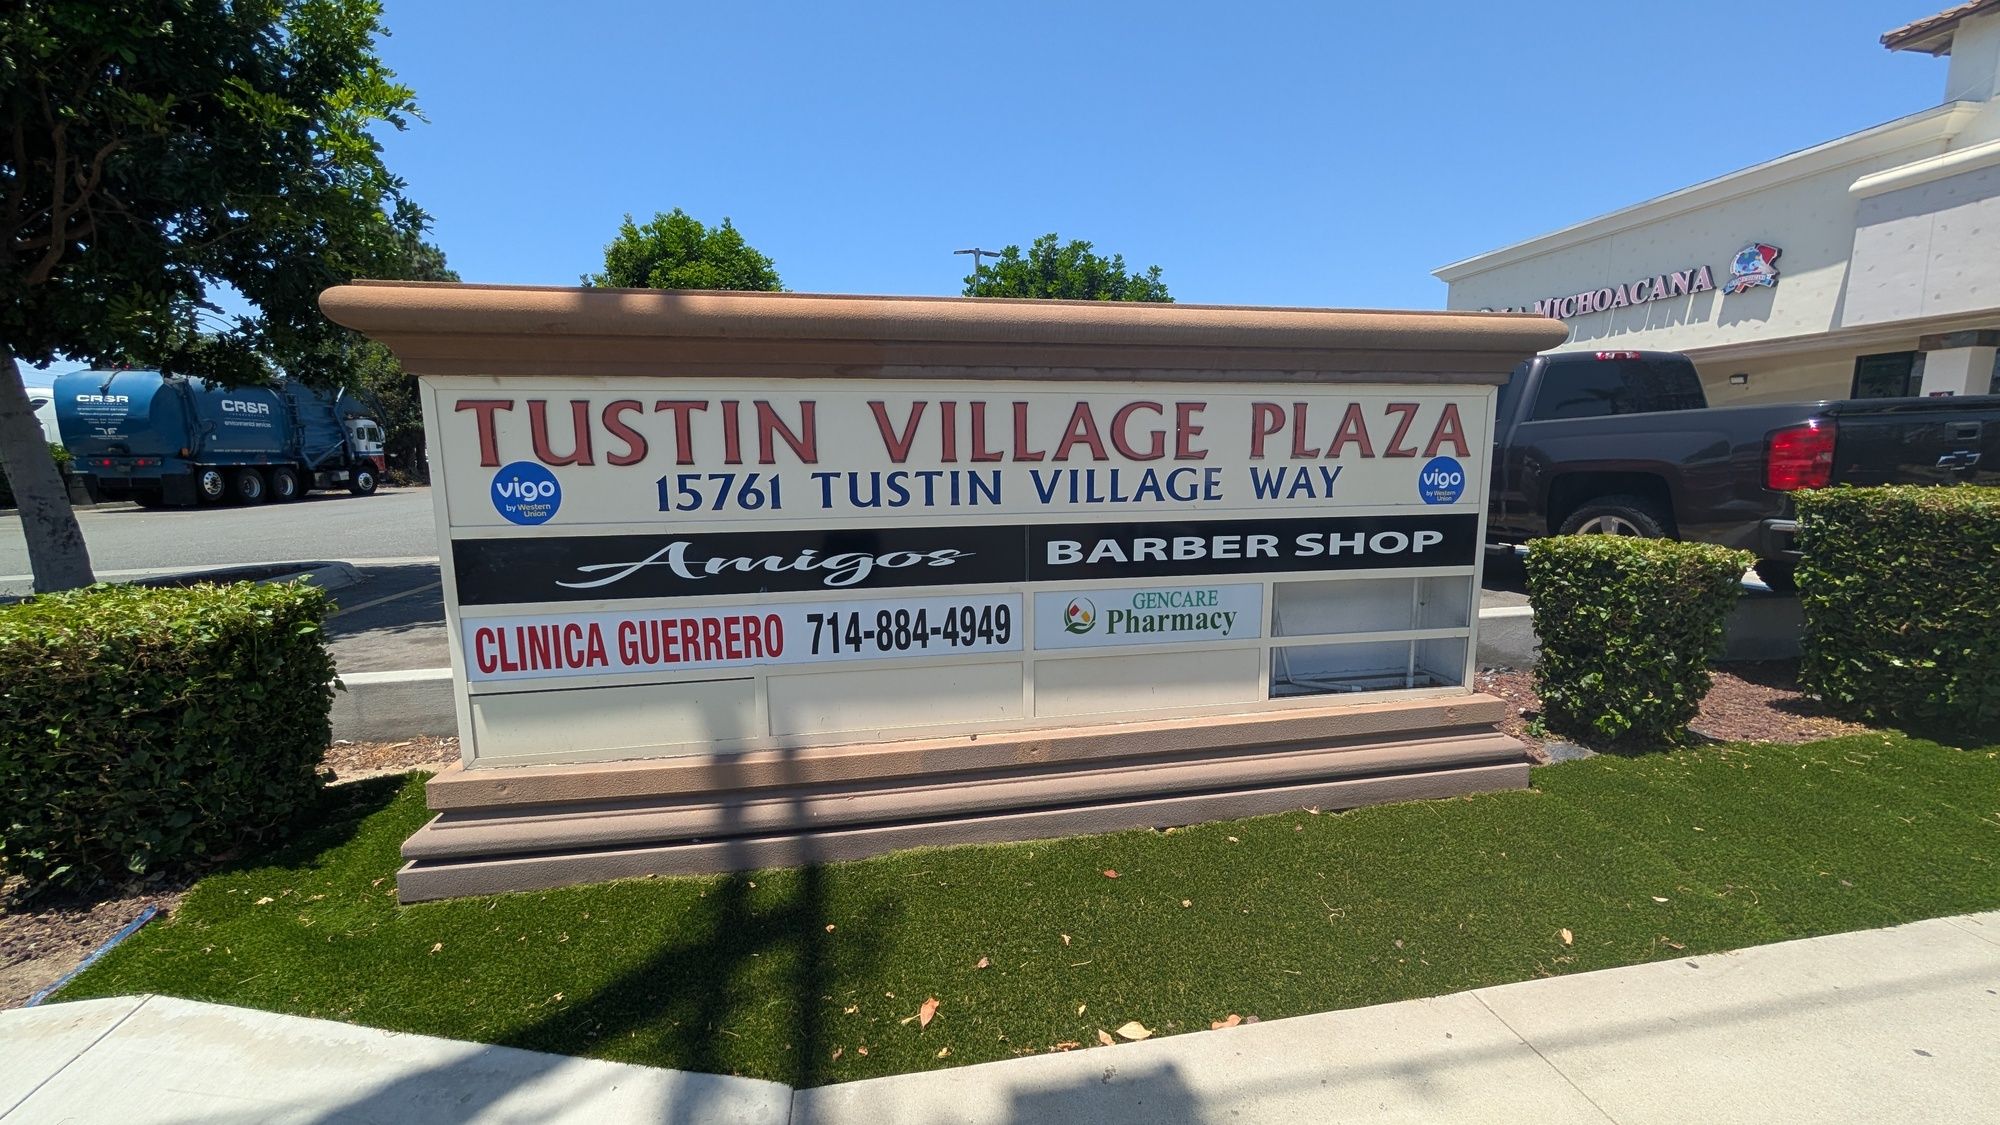 TUSTIN VILLAGE PLAZA
15761 TUSTIN VILLAGE WAY
vigo
by Western
Union
vigo
by Western
Union
Amigos BARBER SHOP
CLINICA GUERRERO 714-884-4949
GENCARE
Pharmacy
MICHOACANA
CR&R
CR&R
environmental services